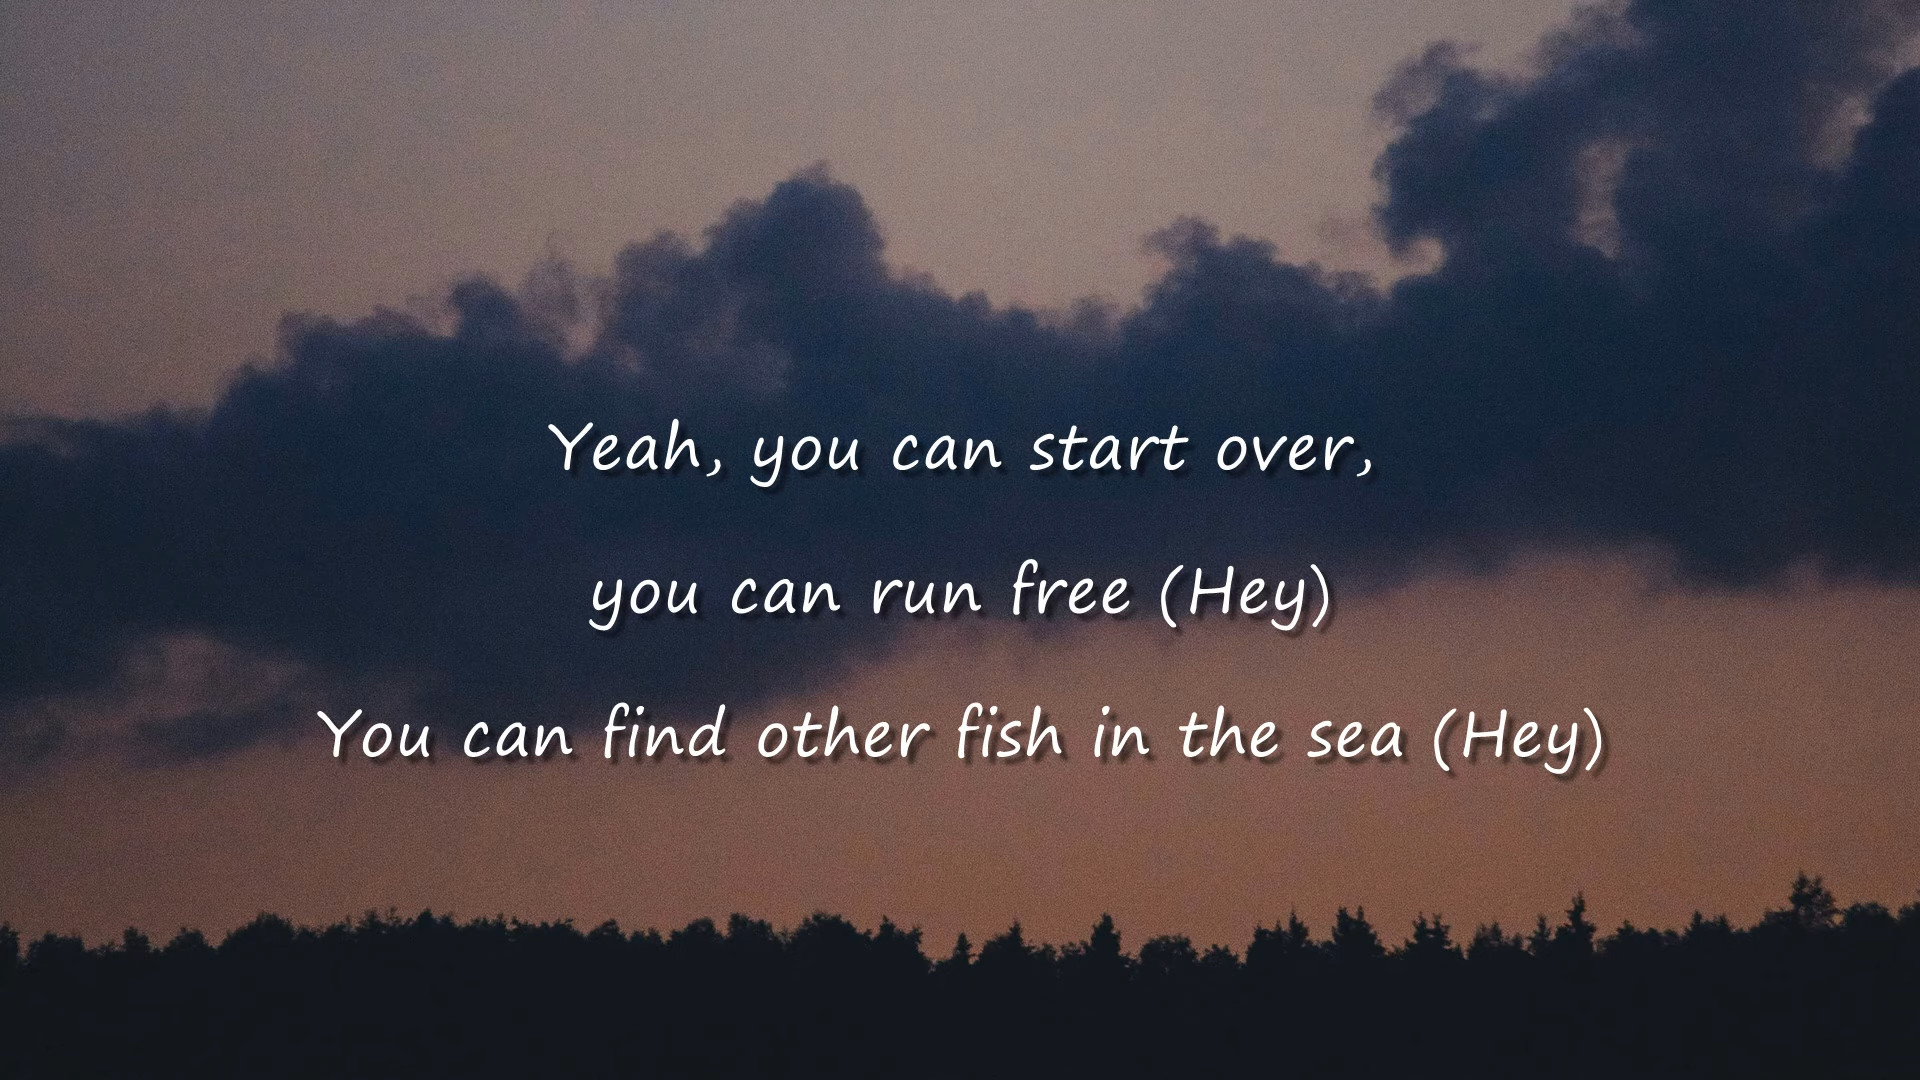 Yeah, you can start over,
you can run free (Hey)
You can find other fish in the sea (Hey)